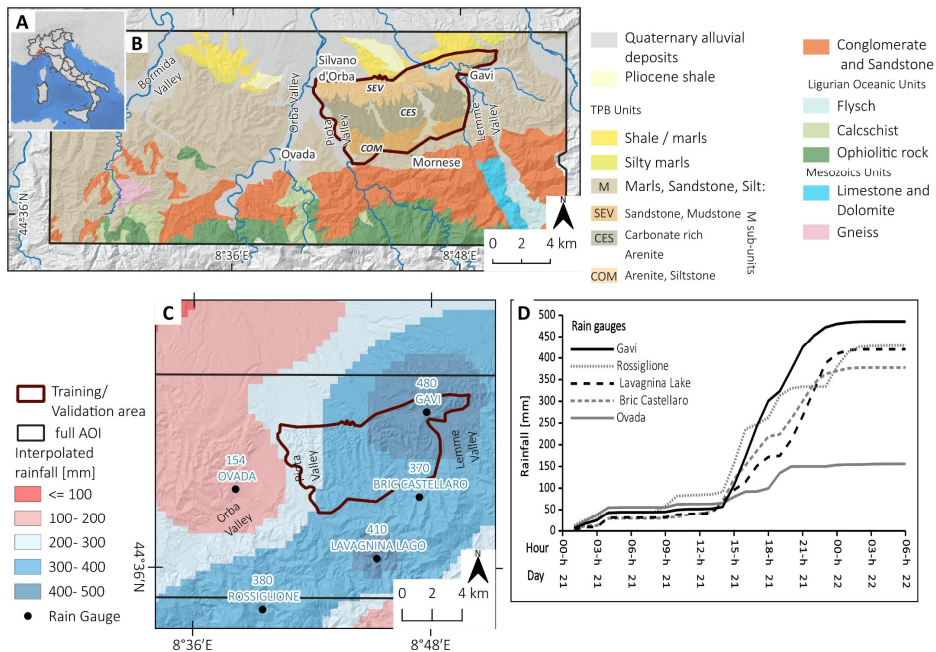 A
B
Bormida
Valley
Silvano
d'Orba
Orba Valley
Piota
Valley
SEV
CES
COM
Gavi
Lemme
Valley
Ovada
Mornese
44°36'N
8°36'E
8°48'E
N
0 2 4 km
Quaternary alluvial
deposits
Pliocene shale
TPB Units
Shale / marls
Silty marls
M Marls, Sandstone, Silt:
SEV Sandstone, Mudstone
CES Carbonate rich
Arenite
COM Arenite, Siltstone
M sub-units
Conglomerate
and Sandstone
Ligurian Oceanic Units
Flysch
Calcschist
Ophiolitic rock
Mesozoics Units
Limestone and
Dolomite
Gneiss
Training/
Validation area
full AOI
Interpolated
rainfall [mm]
<= 100
100- 200
200- 300
300- 400
400- 500
Rain Gauge
C
480
GAVI
Piota
Valley
Lemme
Valley
154
OVADA
Orba
Valley
370
BRIC CASTELLARO
410
LAVAGNINA LAGO
380
ROSSIGLIONE
N
0 2 4 km
44°36'N
8°36'E
8°48'E
D
Rain gauges
Gavi
Rossiglione
Lavagnina Lake
Bric Castellaro
Ovada
Rainfall [mm]
500
450
400
350
300
250
200
150
100
50
0
Hour
00-h
03-h
06-h
09-h
12-h
15-h
18-h
21-h
00-h
03-h
06-h
Day
21
21
21
21
21
21
21
21
22
22
22